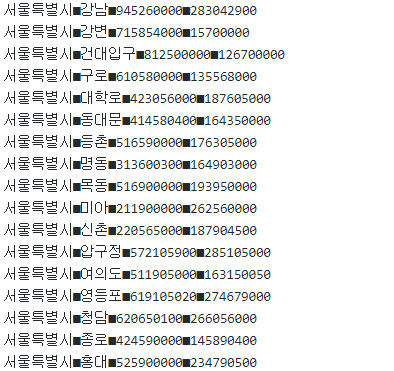 서울특별시■강남■945260000■283042900
서울특별시■강변■715854000■15700000
서울특별시■건대입구■812500000■126700000
서울특별시■구로■610580000■135568000
서울특별시■대학로■423056000■187605000
서울특별시■동대문■414580400■164350000
서울특별시■등촌■516590000■176305000
서울특별시■명동■313600300■164903000
서울특별시■목동■516900000■193950000
서울특별시■미아■211900000■262560000
서울특별시■신촌■220565000■187904500
서울특별시■압구정■572105900■285105000
서울특별시■여의도■511905000■163150050
서울특별시■영등포■619105020■274679000
서울특별시■청담■620650100■266056000
서울특별시■종로■424590000■145890400
서울특별시■홍대■525900000■234790500